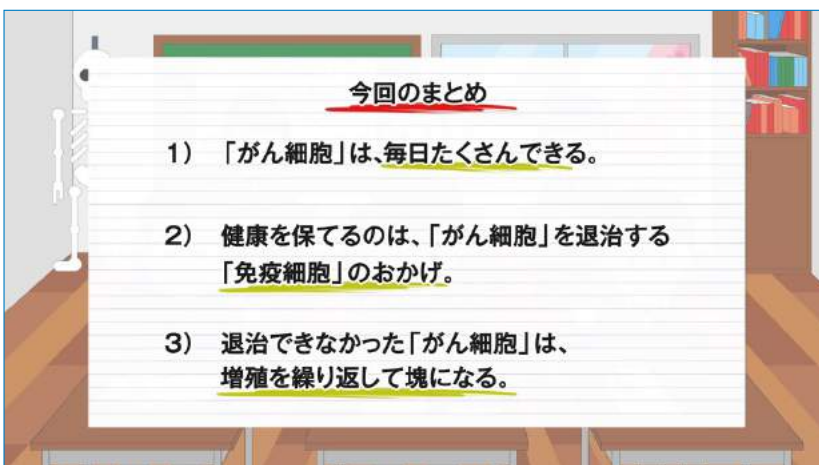 今回のまとめ
1) 「がん細胞」は、毎日たくさんできる。
2) 健康を保てるのは、「がん細胞」を退治する
「免疫細胞」のおかげ。
3) 退治できなかった「がん細胞」は、
増殖を繰り返して塊になる。